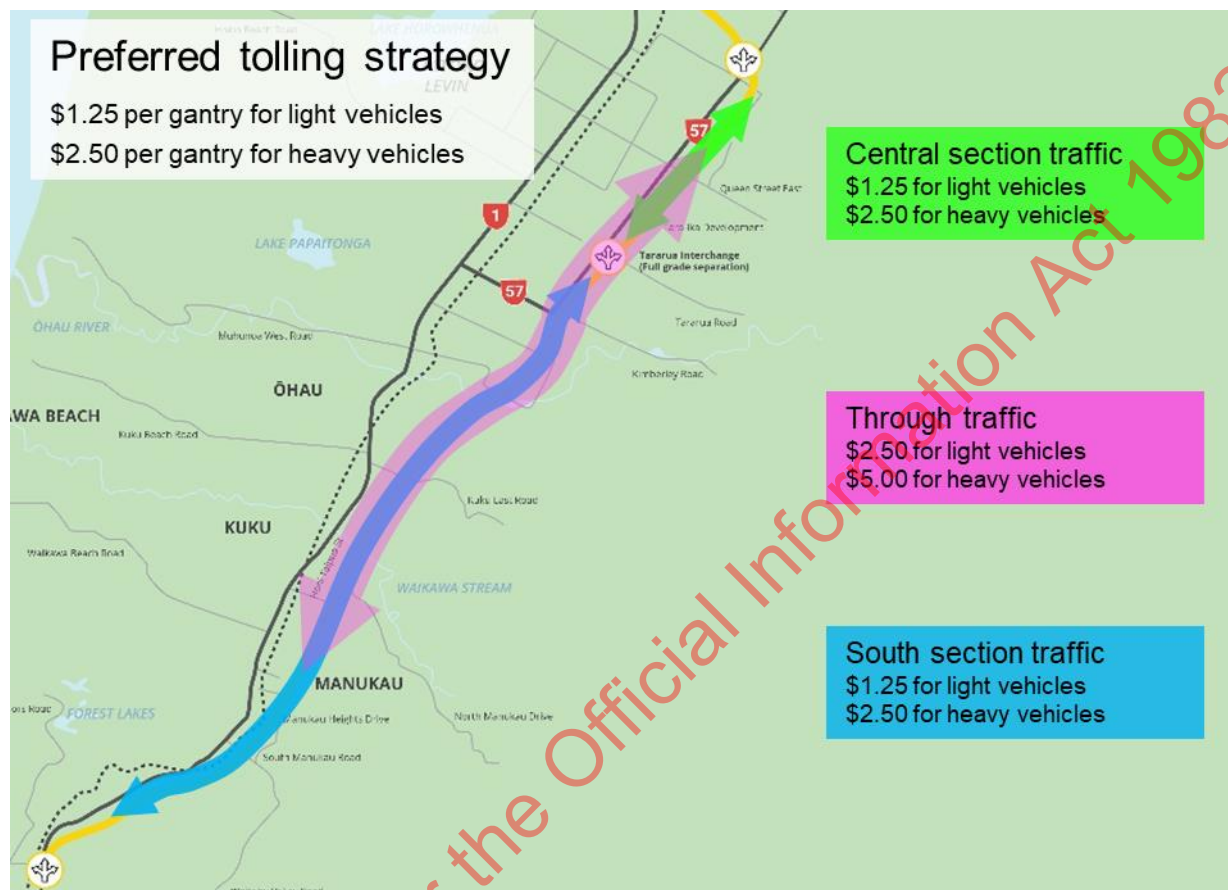 Preferred tolling strategy
$1.25 per gantry for light vehicles
$2.50 per gantry for heavy vehicles
LEVIN
57
Central section traffic
$1.25 for light vehicles
$2.50 for heavy vehicles
Queen Street East
Development
1
LAKE PAPAITONGA
Tararua Interchange
(Full grade separation)
57
ŌHAU RIVER
Muhunoa West Road
Tararua Road
Kimberley Road
ŌHAU
WA BEACH
Kuku Beach Road
Through traffic
$2.50 for light vehicles
$5.00 for heavy vehicles
Kuku East Road
KUKU
Waikawa Beach Road
WAIKAWA STREAM
South section traffic
$1.25 for light vehicles
$2.50 for heavy vehicles
MANUKAU
FOREST LAKES
Road
Manukau Heights Drive
North Manukau Drive
South Manukau Road
the Official Information Act 198